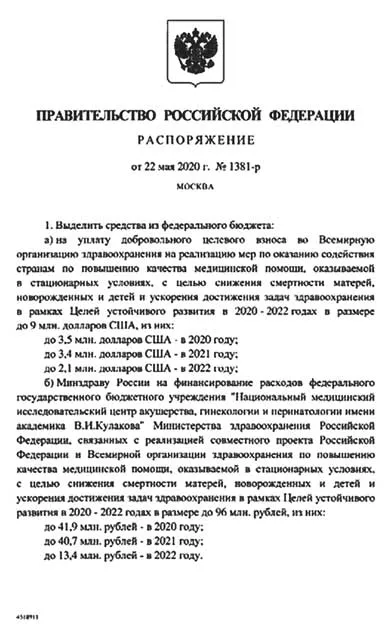 ПРАВИТЕЛЬСТВО РОССИЙСКОЙ ФЕДЕРАЦИИ
РАСПОРЯЖЕНИЕ
от 22 мая 2020 г. № 1381-р
МОСКВА
1. Выделить средства из федерального бюджета:
а) на уплату добровольного целевого взноса во Всемирную
организацию здравоохранения на реализацию мер по оказанию содействия
странам по повышению качества медицинской помощи, оказываемой
в стационарных условиях, с целью снижения смертности матерей,
новорожденных и детей и ускорения достижения задач здравоохранения
в рамках Целей устойчивого развития в 2020 - 2022 годах в размере
до 9 млн. долларов США, из них:
до 3,5 млн. долларов США - в 2020 году;
до 3,4 млн. долларов США - в 2021 году;
до 2,1 млн. долларов США - в 2022 году;
б) Минздраву России на финансирование расходов федерального
государственного бюджетного учреждения "Национальный медицинский
исследовательский центр акушерства, гинекологии и перинатологии имени
академика В.И.Кулакова" Министерства здравоохранения Российской
Федерации, связанных с реализацией совместного проекта Российской
Федерации и Всемирной организации здравоохранения по повышению
качества медицинской помощи, оказываемой в стационарных условиях,
с целью снижения смертности матерей, новорожденных и детей и
ускорения достижения задач здравоохранения в рамках Целей устойчивого
развития в 2020 - 2022 годах в размере до 96 млн. рублей, из них:
до 41,9 млн. рублей - в 2020 году;
до 40,7 млн. рублей - в 2021 году;
до 13,4 млн. рублей - в 2022 году.